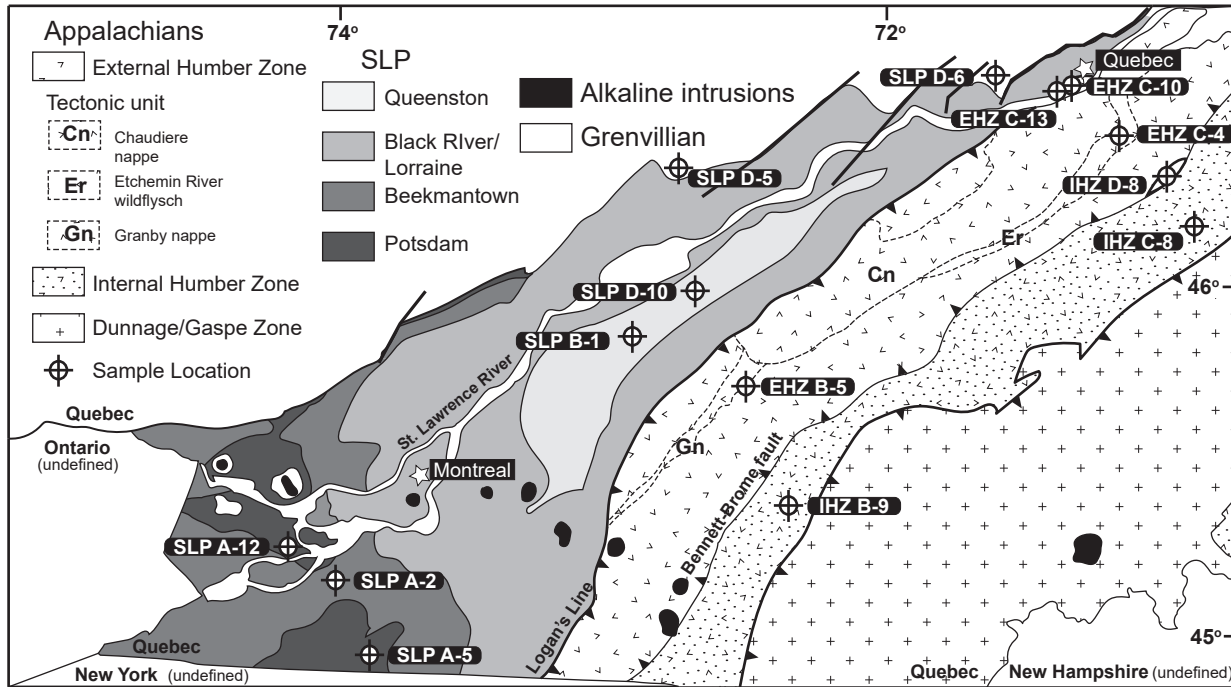 Appalachians
External Humber Zone
Tectonic unit
Cn
Chaudiere
nappe
Er
Etchemin River
wildflysch
Gn
Granby nappe
Internal Humber Zone
Dunnage/Gaspe Zone
Sample Location
SLP
Queenston
Black RIver/
Lorraine
Beekmantown
Potsdam
Alkaline intrusions
Grenvillian
74º
72º
46º
45º
SLP D-6
Quebec
EHZ C-10
EHZ C-13
EHZ C-4
SLP D-5
IHZ D-8
IHZ C-8
Er
Cn
SLP D-10
SLP B-1
EHZ B-5
St. Lawrence River
Quebec
Ontario
(undefined)
Montreal
Gn
Bennett-Brome fault
IHZ B-9
SLP A-12
SLP A-2
Logan's Line
Quebec
SLP A-5
New York (undefined)
Quebec
New Hampshire (undefined)